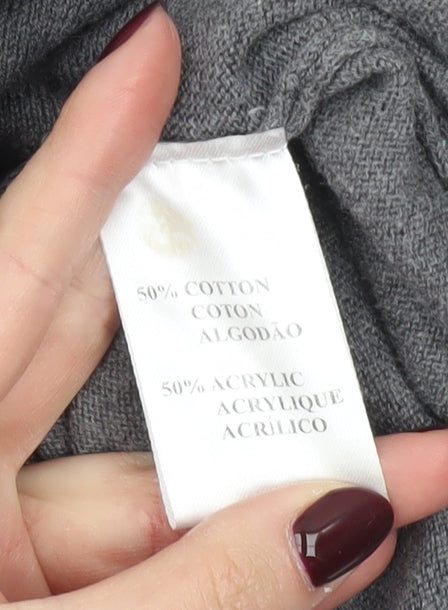 50% COTTON
COTON
ALGODÃO
50% ACRYLIC
ACRYLIQUE
ACRÍLICO